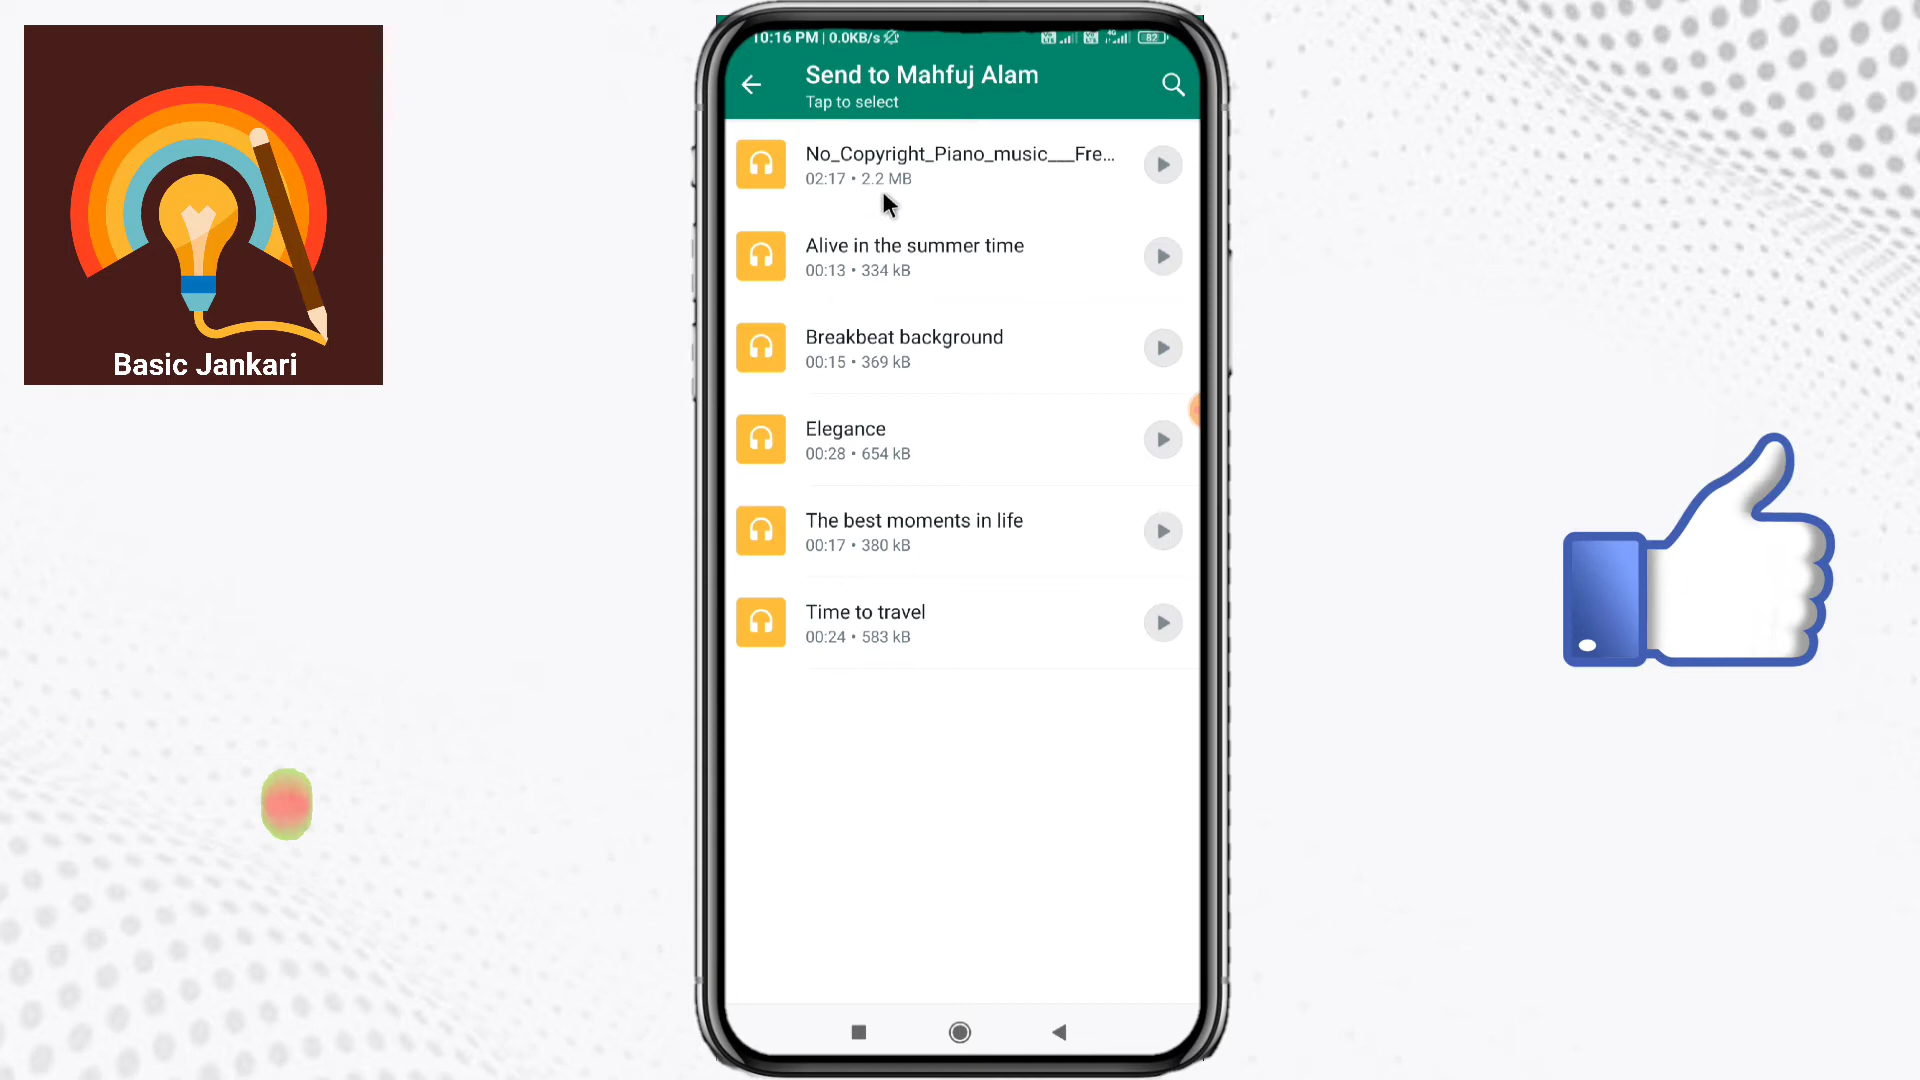 Basic Jankari
10:16 PM | 0.0KB/s
82
Send to Mahfuj Alam
Tap to select
No_Copyright_Piano_music___Fre...
02:17 • 2.2 MB
Alive in the summer time
00:13 • 334 kB
Breakbeat background
00:15 • 369 kB
Elegance
00:28 • 654 kB
The best moments in life
00:17 • 380 kB
Time to travel
00:24 • 583 kB